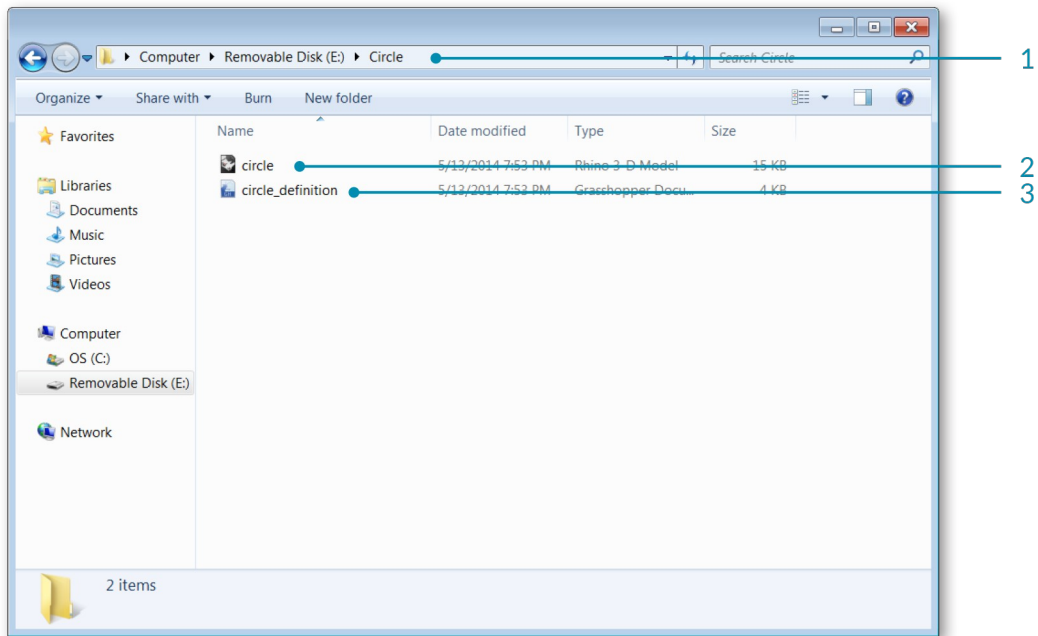 Computer Removable Disk (E:) Circle Search Circle 1
Organize Share with Burn New folder
Name Date modified Type Size
circle 5/13/2014 7:53 PM Rhino 3-D Model 15 KB 2
circle_definition 5/13/2014 7:53 PM Grasshopper Docu... 4 KB 3
Favorites
Libraries
Documents
Music
Pictures
Videos
Computer
OS (C:)
Removable Disk (E:)
Network
2 items